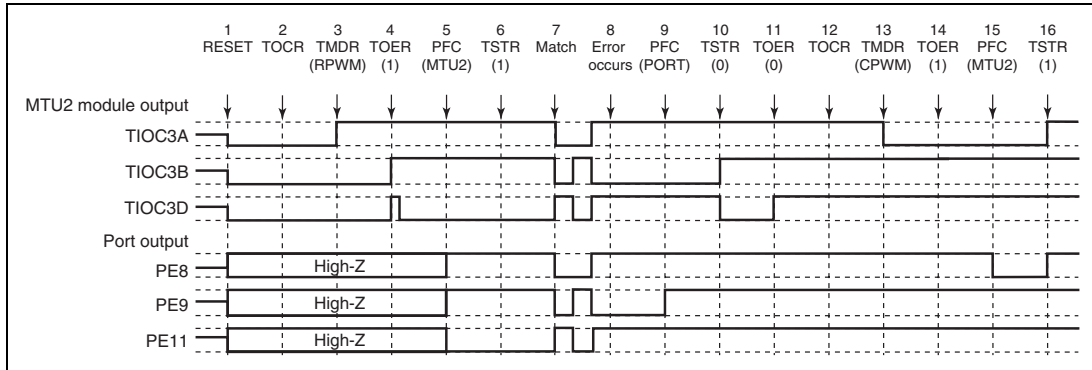 1 2 3 4 5 6 7 8 9 10 11 12 13 14 15 16
RESET TOCR TMDR TOER PFC TSTR Match Error PFC TSTR TOER TOCR TMDR TOER PFC TSTR
(RPWM) (1) (MTU2) (1) occurs (PORT) (0) (0) (CPWM) (1) (MTU2) (1)
MTU2 module output
TIOC3A
TIOC3B
TIOC3D
Port output
PE8 High-Z
PE9 High-Z
PE11 High-Z